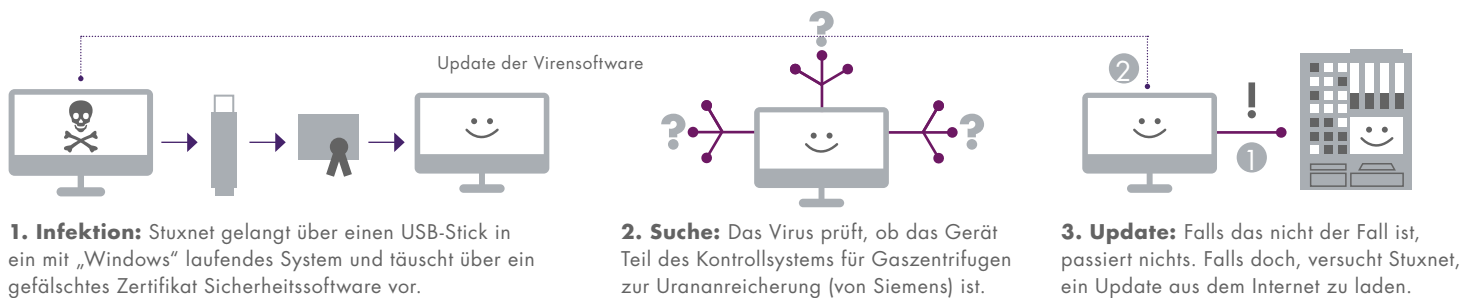 ?
Update der Virensoftware
2
? ?
!
1
1. Infektion: Stuxnet gelangt über einen USB-Stick in
ein mit „Windows“ laufendes System und täuscht über ein
gefälschtes Zertifikat Sicherheitssoftware vor.
2. Suche: Das Virus prüft, ob das Gerät
Teil des Kontrollsystems für Gaszentrifugen
zur Urananreicherung (von Siemens) ist.
3. Update: Falls das nicht der Fall ist,
passiert nichts. Falls doch, versucht Stuxnet,
ein Update aus dem Internet zu laden.